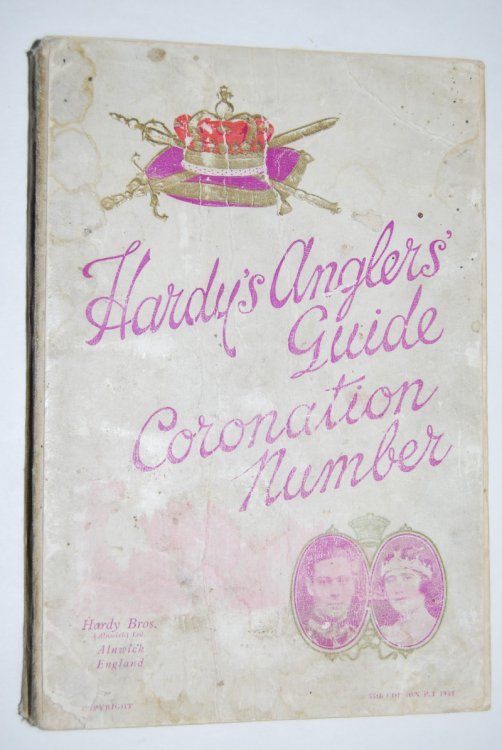 Hardy's Anglers'
Guide
Coronation
Number
Hardy Bros.
(Alnwick) Ltd.
Alnwick
England
COPYRIGHT